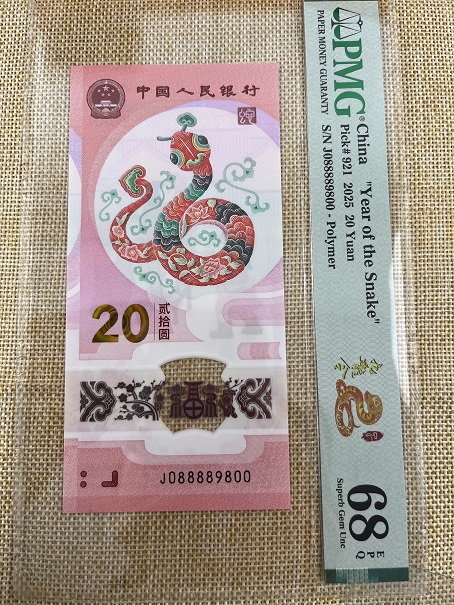 中国人民银行
20
贰拾圆
福
J088889800
PMG
PAPER MONEY GUARANTY
China "Year of the Snake"
Pick# 921 2025 20 Yuan
S/N J088889800 - Polymer
68 EPQ
Superb Gem Unc